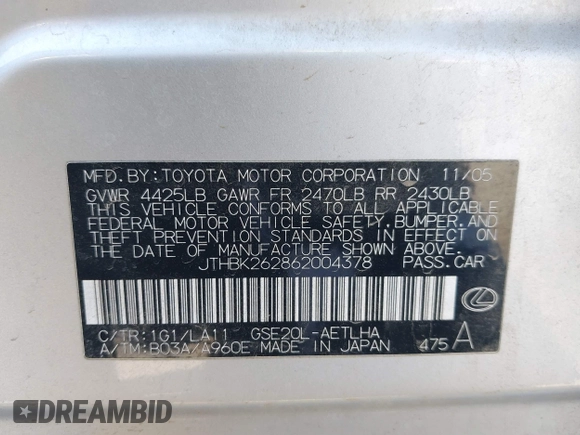 MFD. BY: TOYOTA MOTOR CORPORATION 11/05
GVWR 4425LB GAWR FR 2470LB RR 2430LB
THIS VEHICLE CONFORMS TO ALL APPLICABLE
FEDERAL MOTOR VEHICLE SAFETY, BUMPER, AND
THEFT PREVENTION STANDARDS IN EFFECT ON
THE DATE OF MANUFACTURE SHOWN ABOVE.
JTHBK262862004378 PASS. CAR
C/TR: 1G1/LA11 GSE20L-AETLHA
A/TM: B03A/A960E MADE IN JAPAN 475 A
DREAMBID